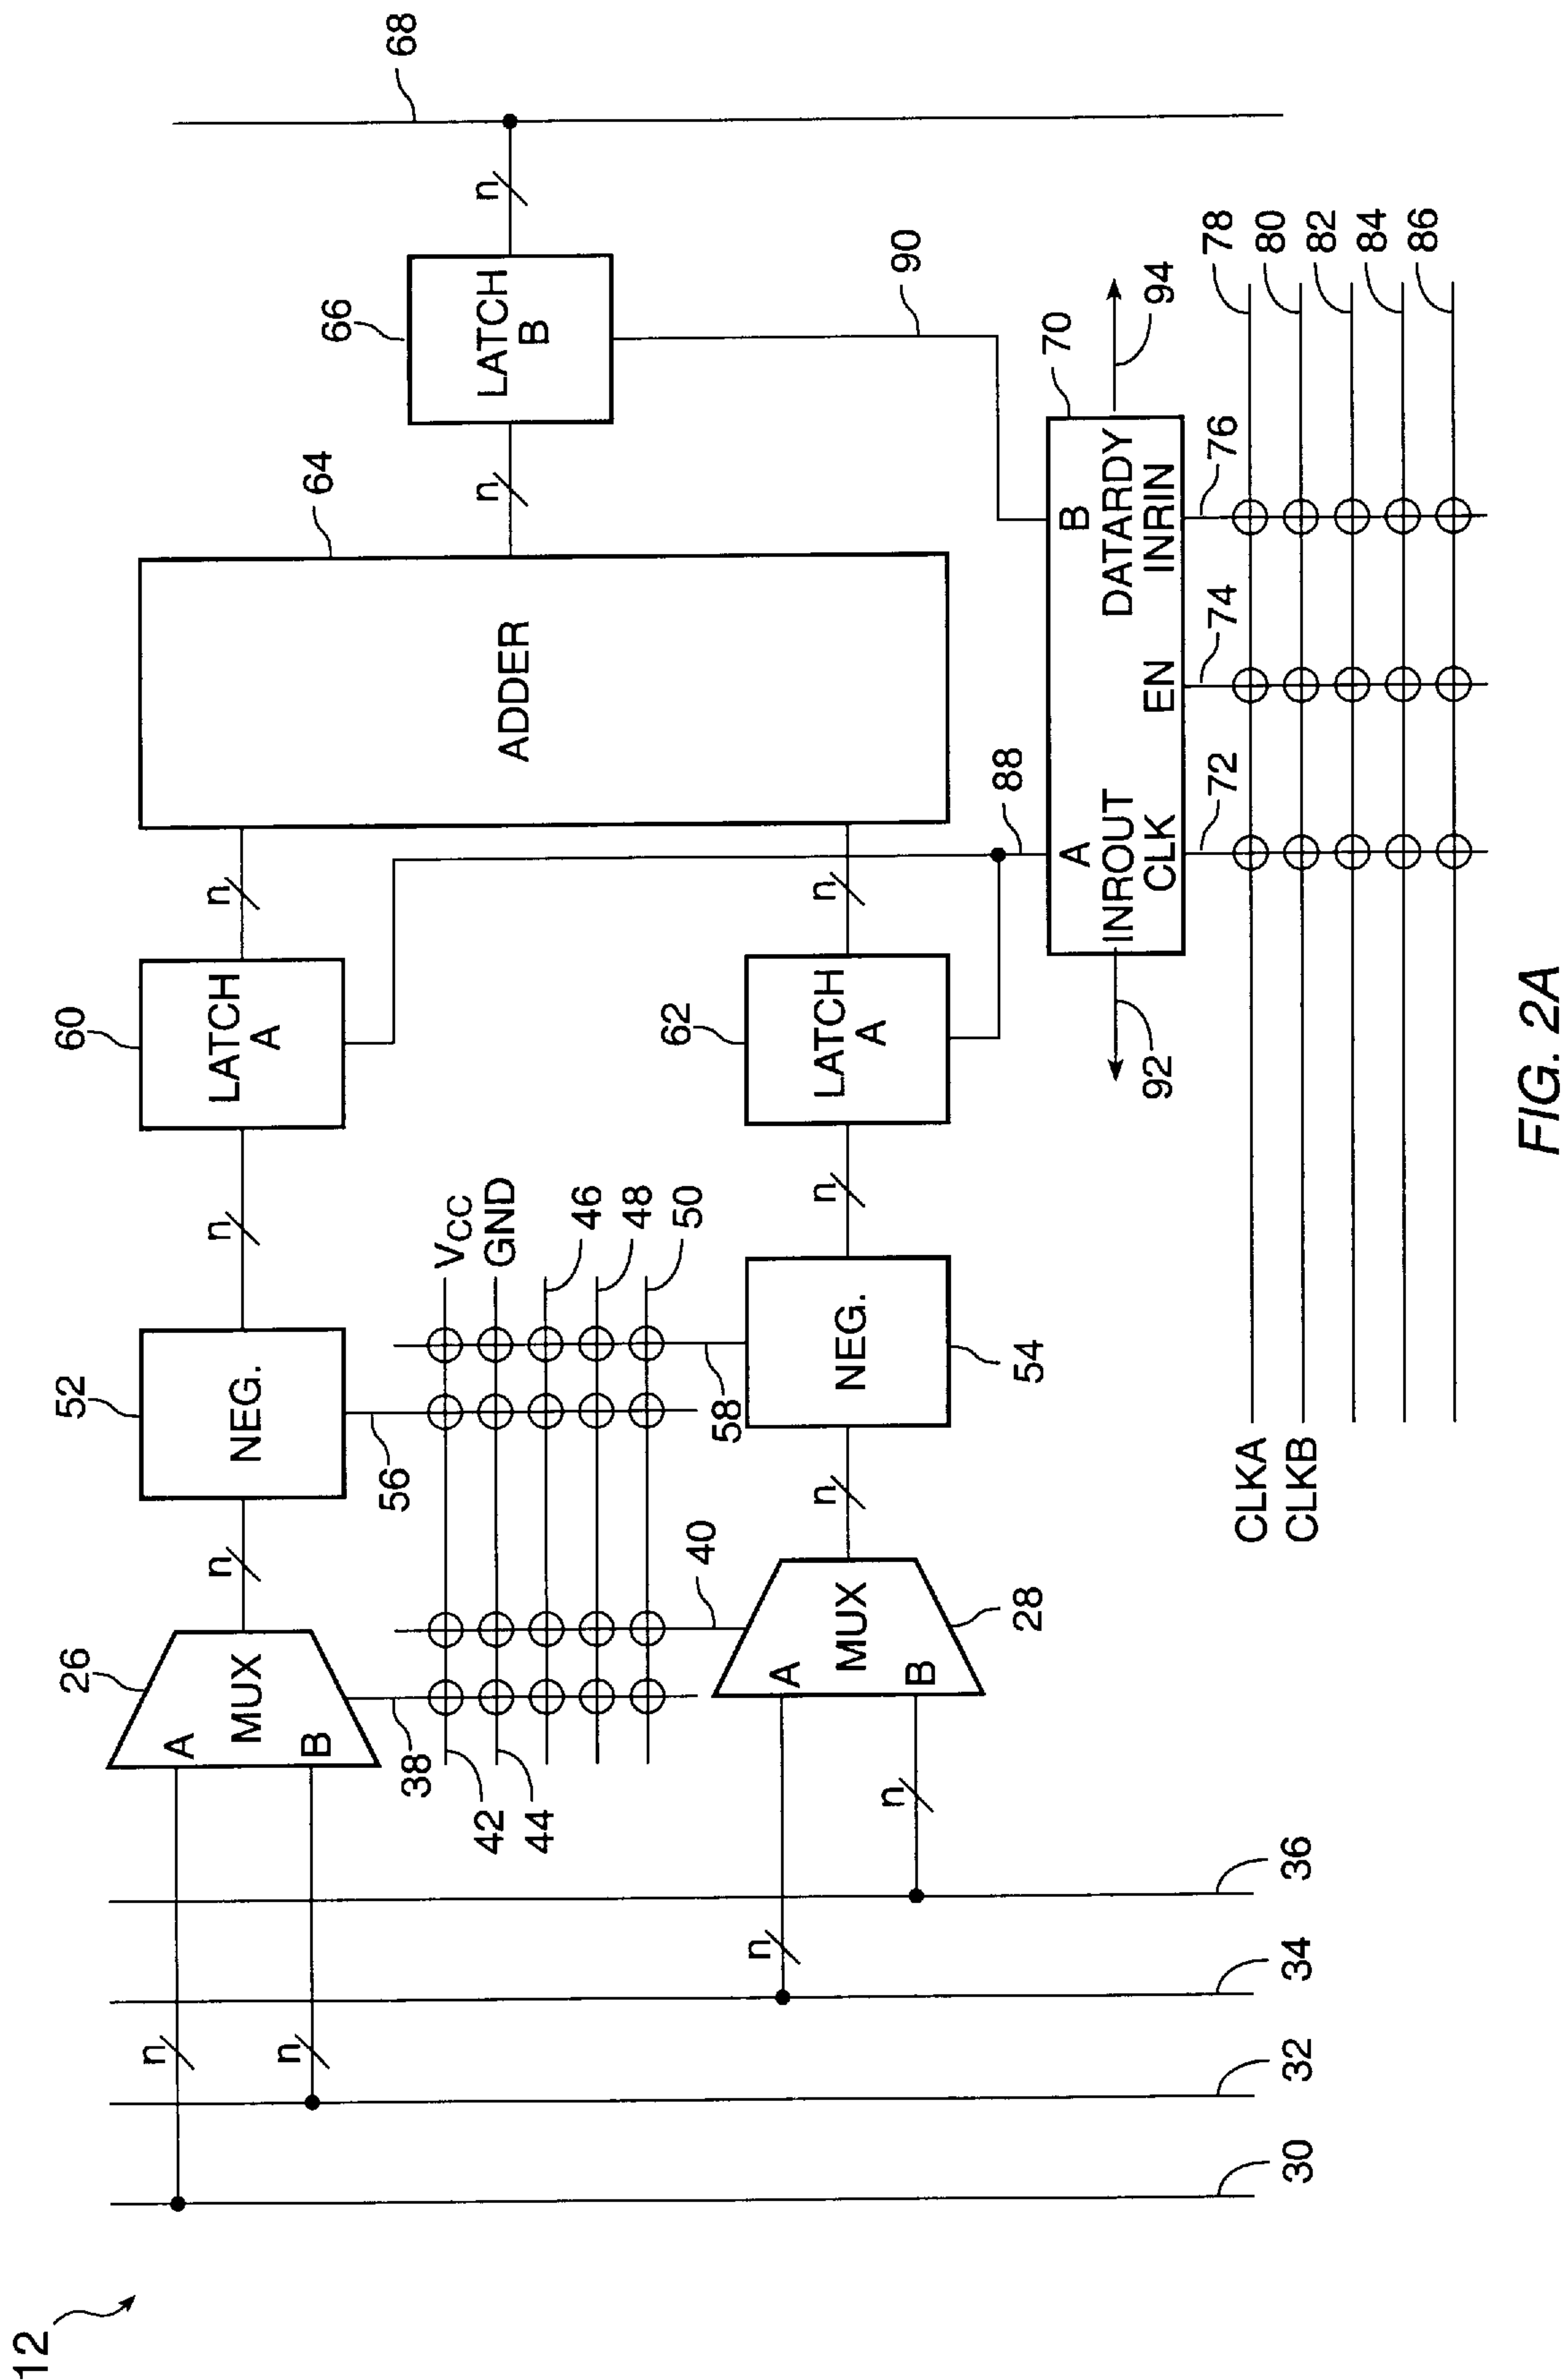 12
68
66
LATCH
B
n
n
90
64
ADDER
60
LATCH
A
n
n
62
LATCH
A
n
n
88
52
NEG.
n
56
VCC
GND
46
48
50
58
NEG.
54
n
26
A
MUX
B
38
40
42
44
A
MUX
B
28
n
n
n
n
30
32
34
36
70
A
B
INROUT
DATARDY
CLK
EN
INRIN
92
94
72
74
76
78
80
82
84
86
CLKA
CLKB
FIG. 2A